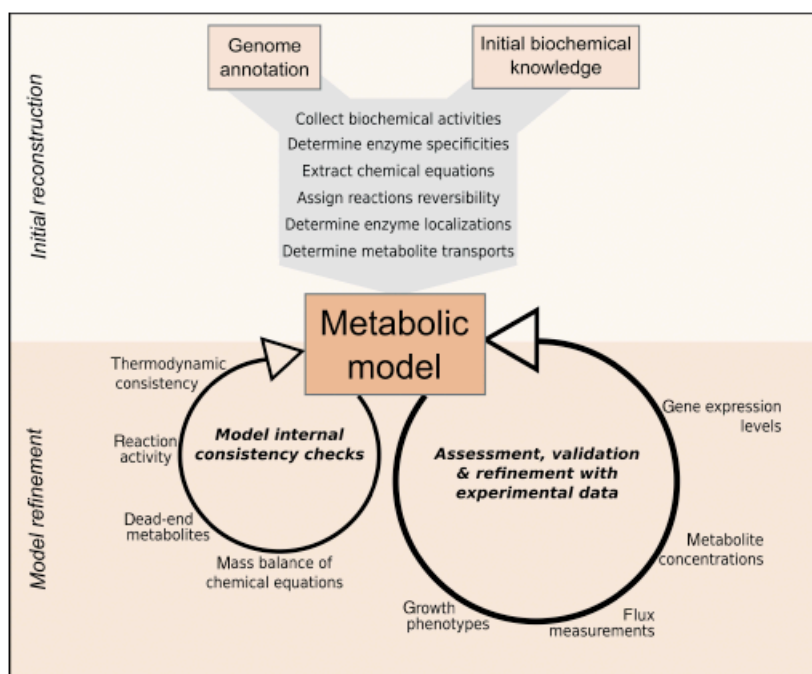 Genome
annotation
Initial biochemical
knowledge
Initial reconstruction
Collect biochemical activities
Determine enzyme specificities
Extract chemical equations
Assign reactions reversibility
Determine enzyme localizations
Determine metabolite transports
Metabolic
model
Model refinement
Thermodynamic
consistency
Reaction
activity
Dead-end
metabolites
Mass balance of
chemical equations
Model internal
consistency checks
Assessment, validation
& refinement with
experimental data
Gene expression
levels
Metabolite
concentrations
Flux
measurements
Growth
phenotypes